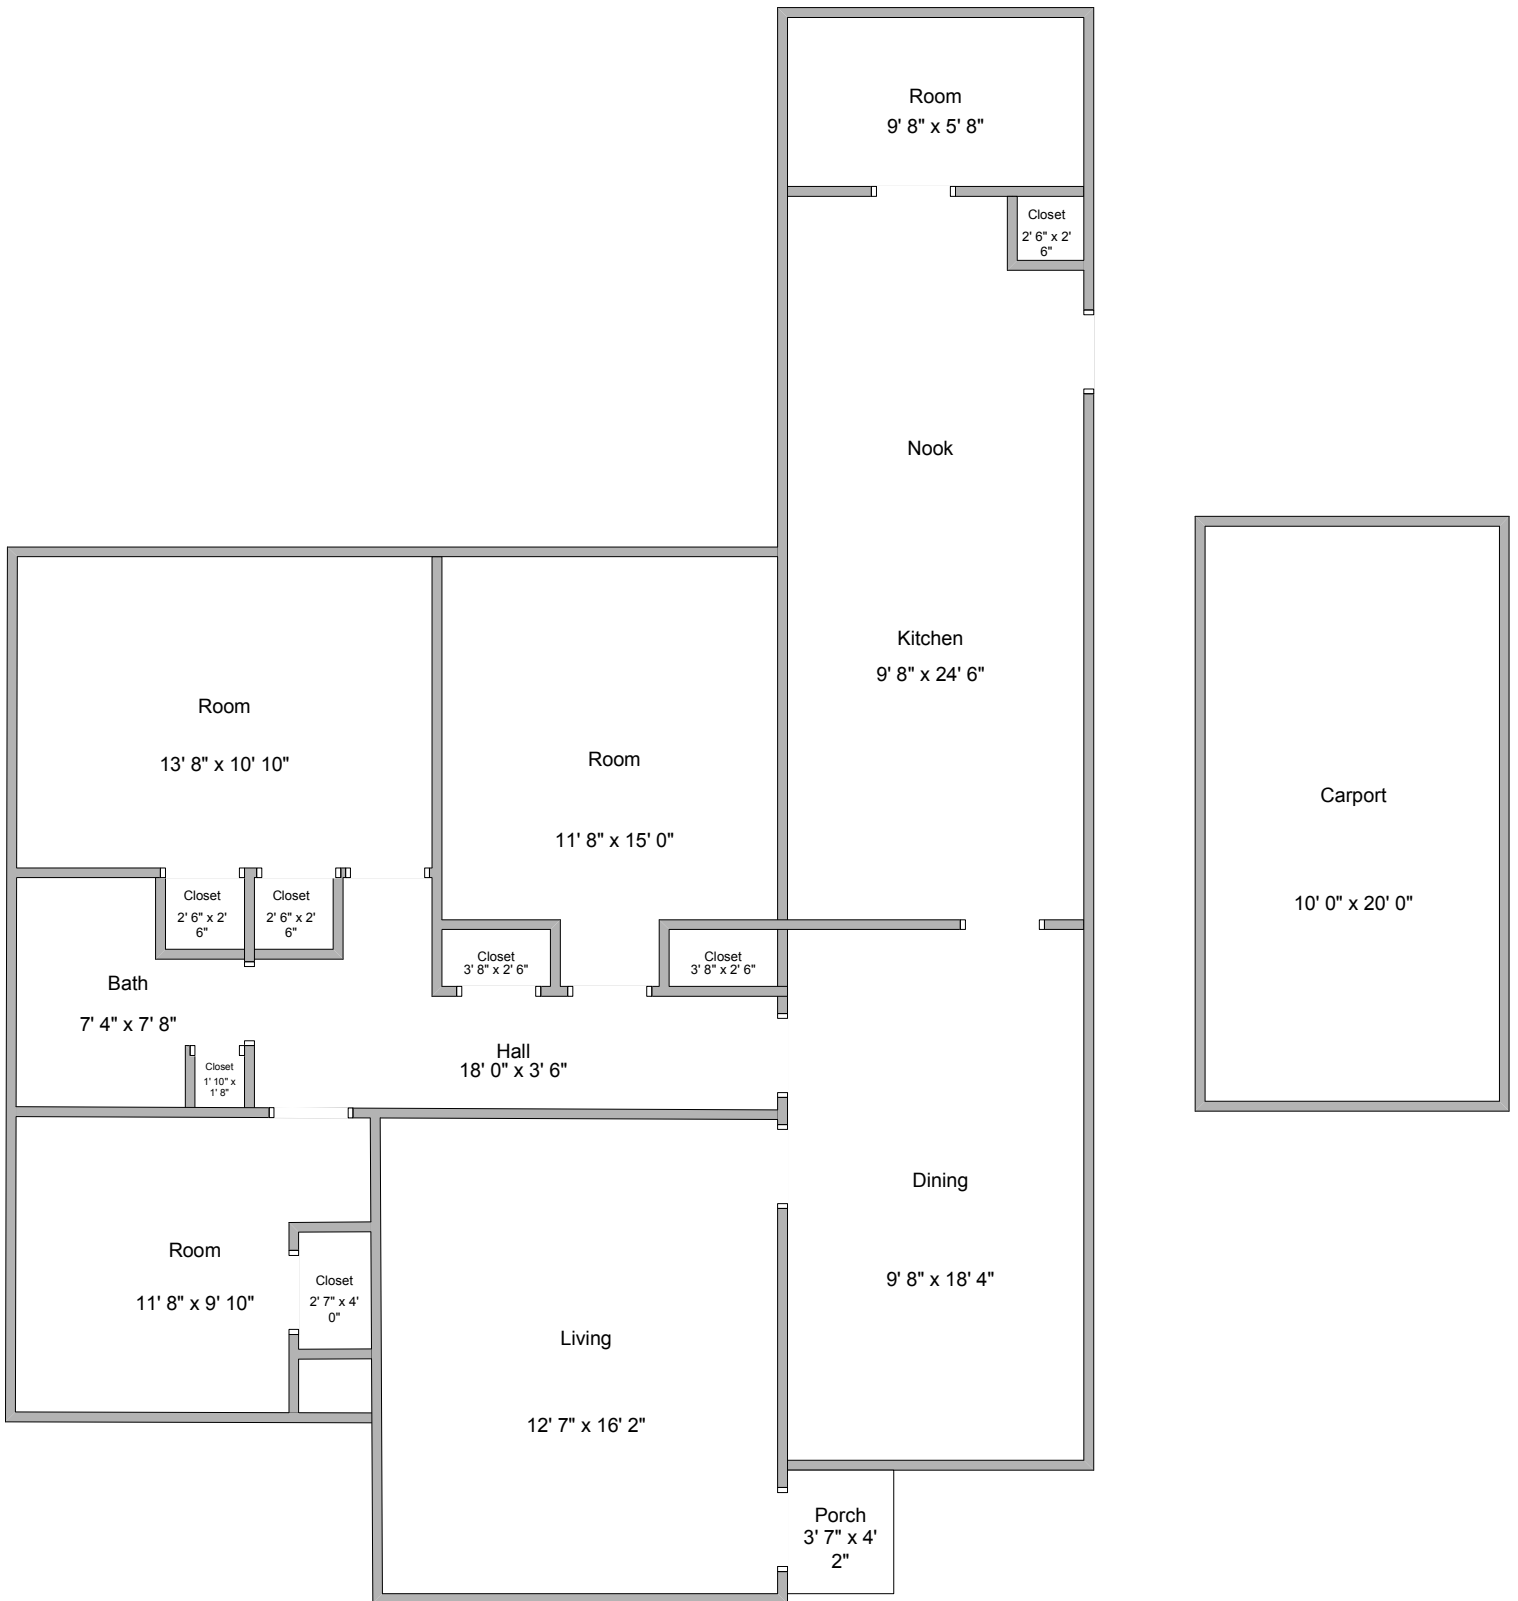 Room
9' 8" x 5' 8"
Closet
2' 6" x 2'
6"
Nook
Kitchen
9' 8" x 24' 6"
Room
13' 8" x 10' 10"
Room
11' 8" x 15' 0"
Carport
10' 0" x 20' 0"
Closet
2' 6" x 2'
6"
Closet
2' 6" x 2'
6"
Closet
3' 8" x 2' 6"
Closet
3' 8" x 2' 6"
Bath
7' 4" x 7' 8"
Closet
1' 10" x
1' 8"
Hall
18' 0" x 3' 6"
Dining
9' 8" x 18' 4"
Room
11' 8" x 9' 10"
Closet
2' 7" x 4'
0"
Living
12' 7" x 16' 2"
Porch
3' 7" x 4'
2"